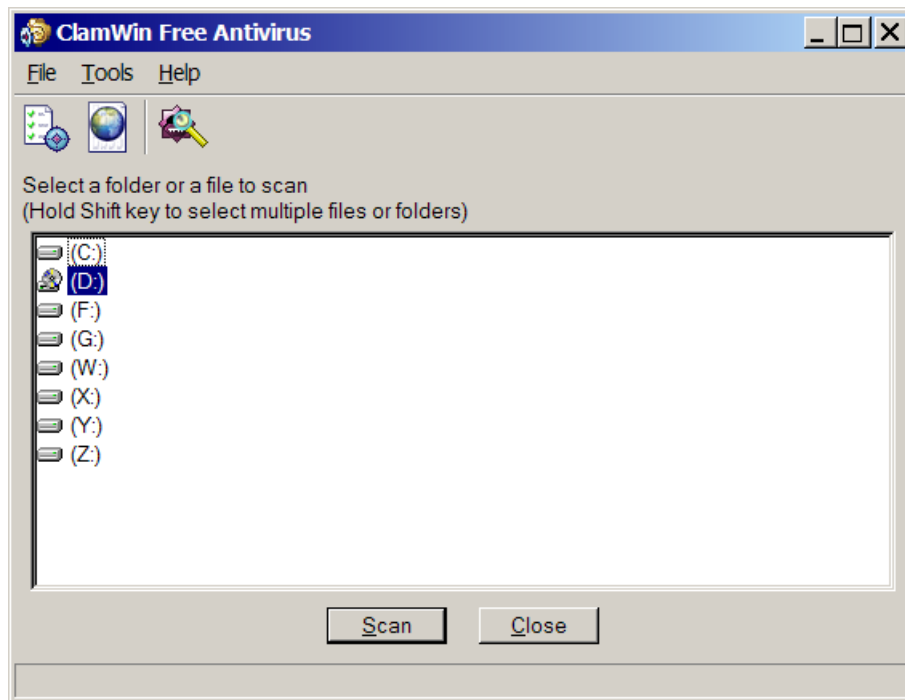 ClamWin Free Antivirus
File Tools Help
Select a folder or a file to scan
(Hold Shift key to select multiple files or folders)
(C:)
(D:)
(F:)
(G:)
(W:)
(X:)
(Y:)
(Z:)
Scan Close